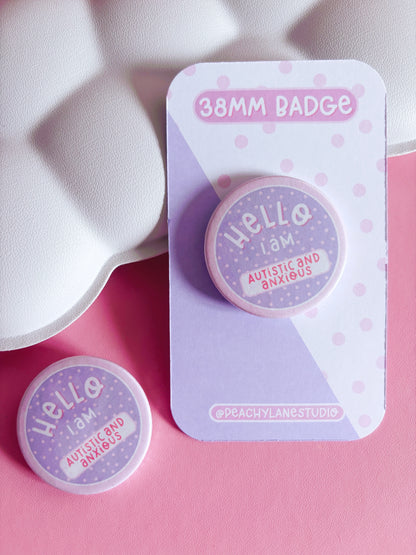 38MM BADGE
HELLO
I AM
AUTISTIC AND
ANXIOUS
@PEACHYLANESTUDIO
HELLO
I AM
AUTISTIC AND
ANXIOUS